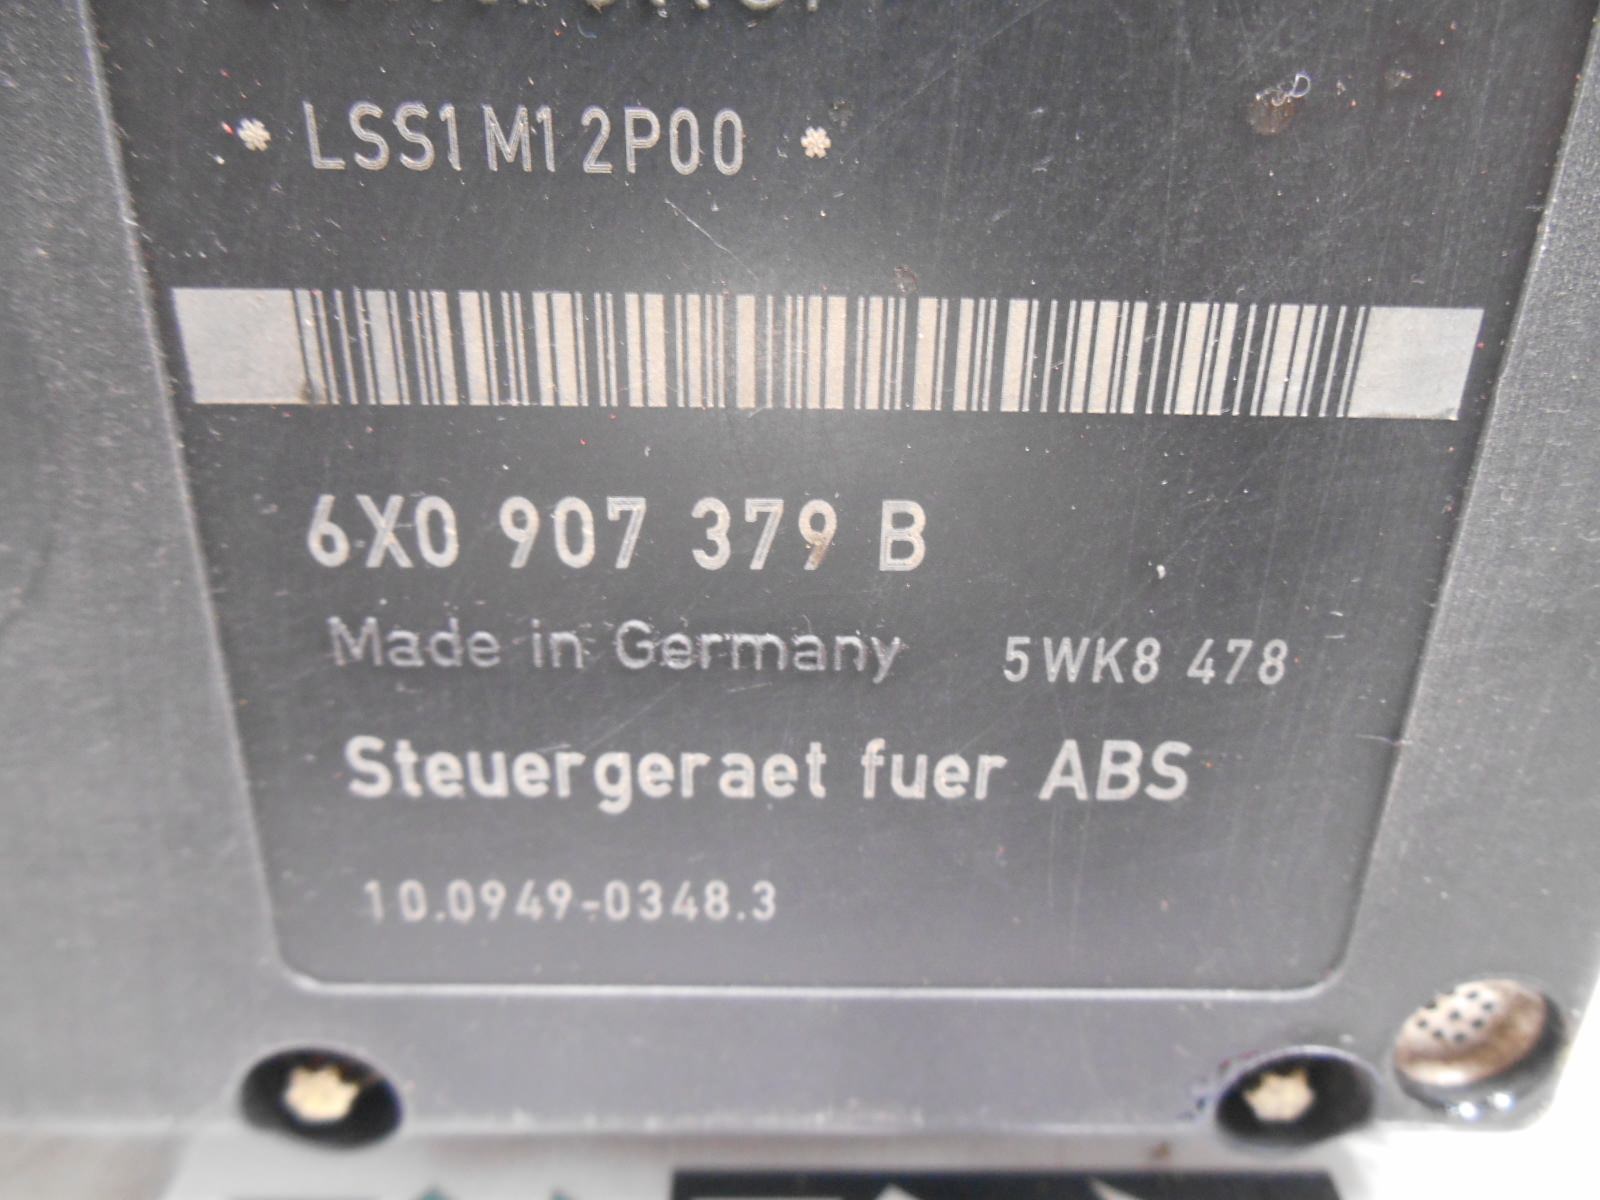 * LSS1M12P00 *
6X0 907 379 B
Made in Germany 5WK8 478
Steuergeraet fuer ABS
10.0949-0348.3